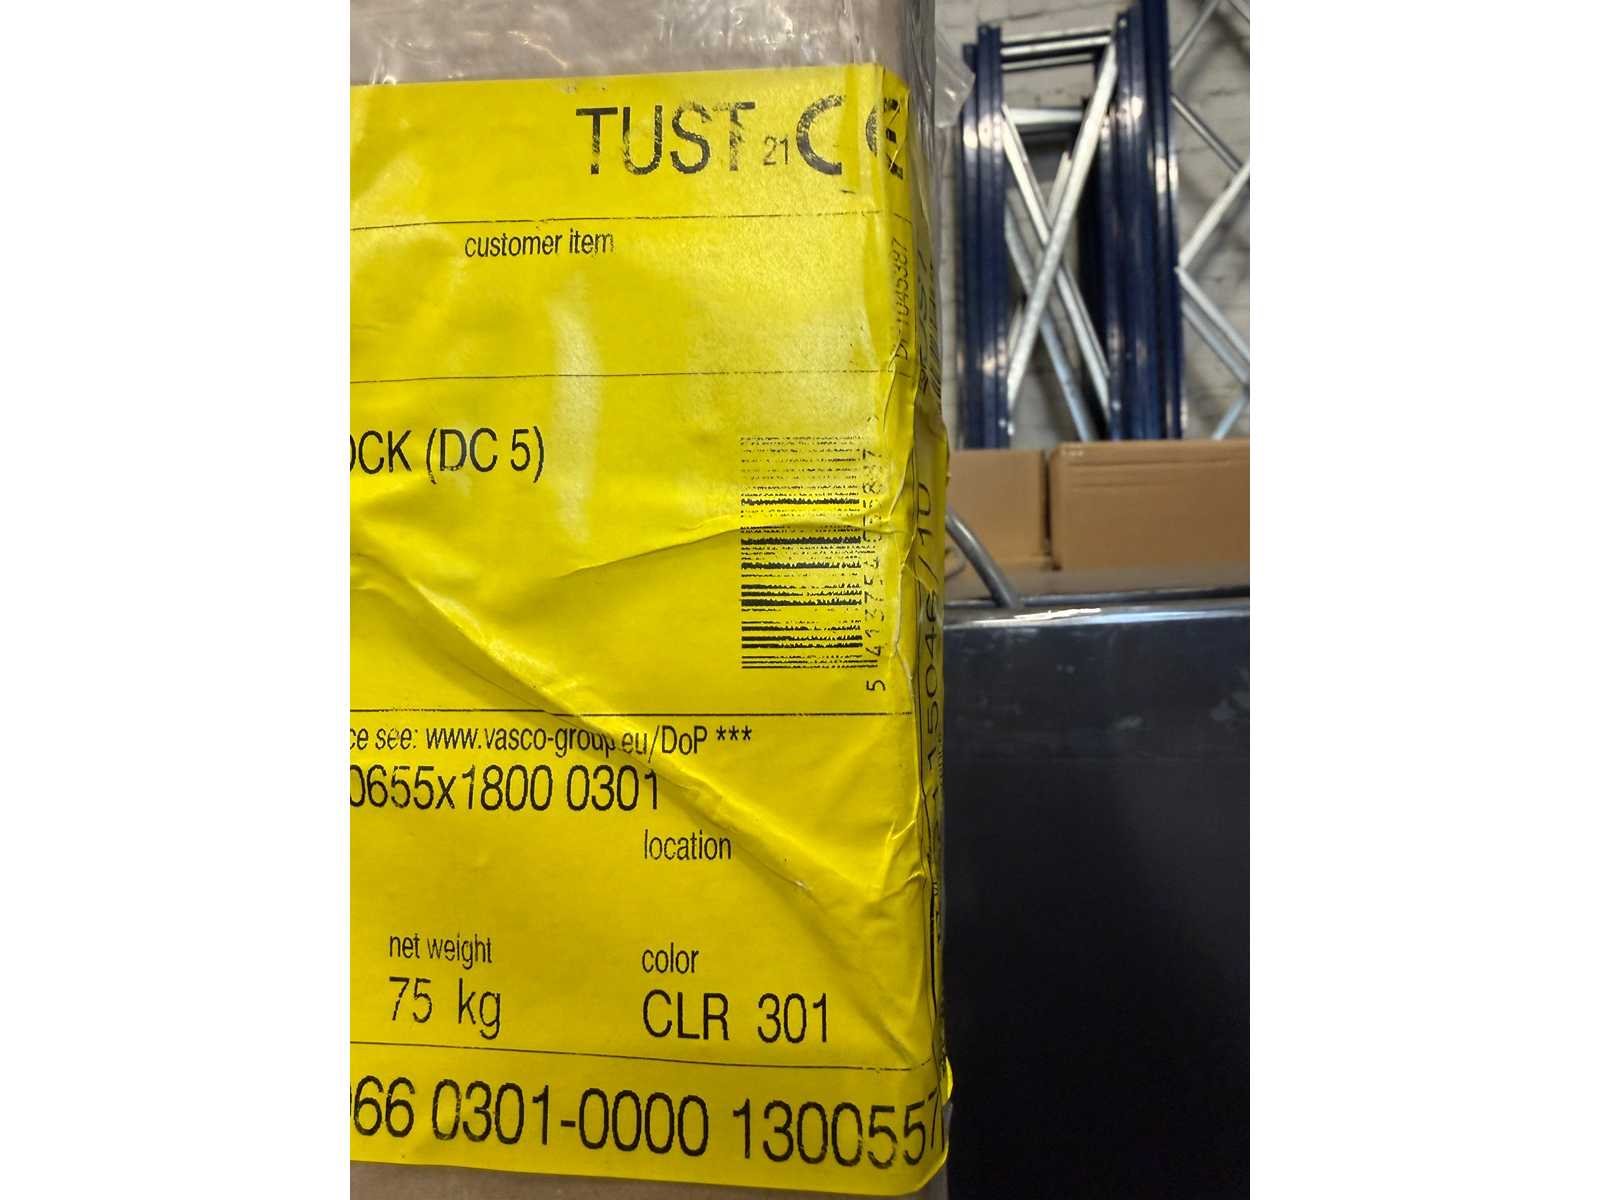 TUST 21 CE
customer item
OCK (DC 5)
ce see: www.vasco-group.eu/DoP ***
0655x1800 0301
location
net weight
75 kg
color
CLR 301
066 0301-0000 1300557